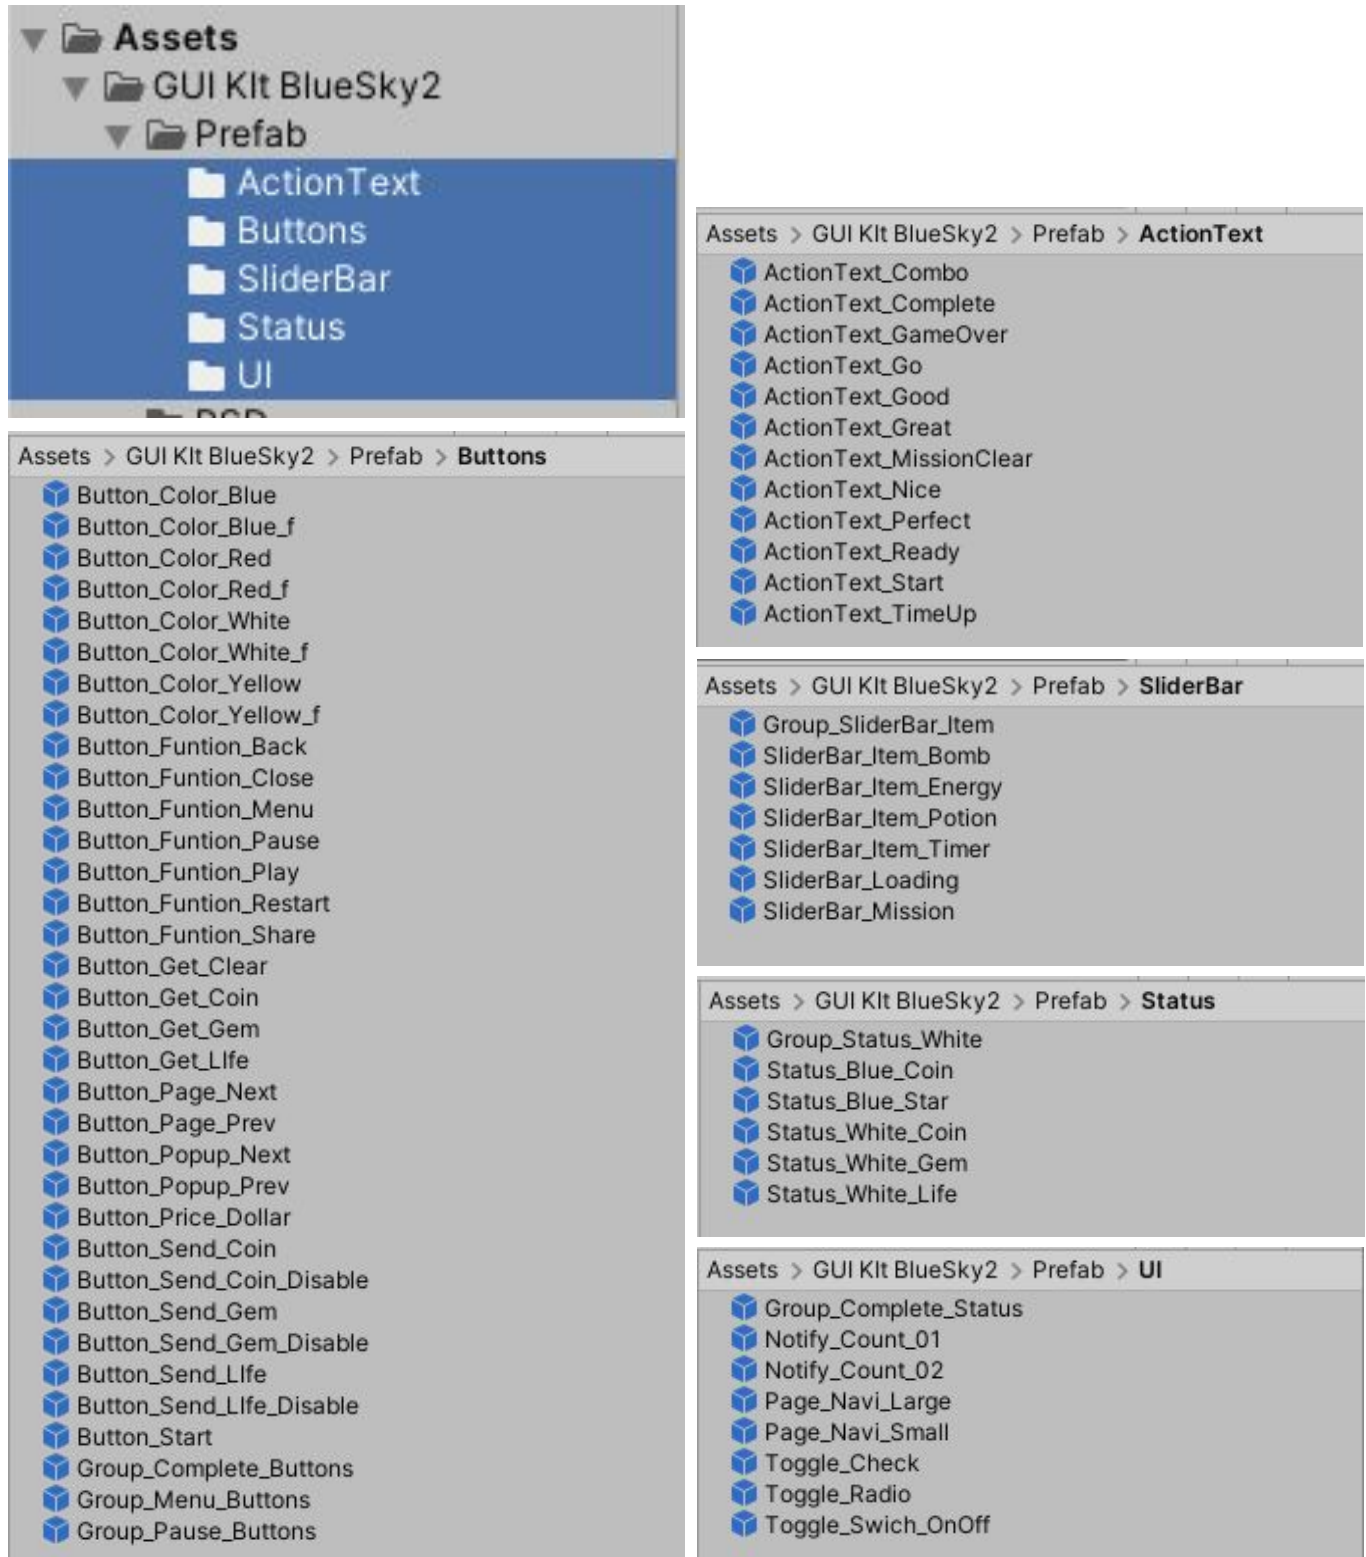 Assets
GUI KIt BlueSky2
Prefab
ActionText
Buttons
SliderBar
Status
UI
PSD
Assets > GUI KIt BlueSky2 > Prefab > Buttons
Button_Color_Blue
Button_Color_Blue_f
Button_Color_Red
Button_Color_Red_f
Button_Color_White
Button_Color_White_f
Button_Color_Yellow
Button_Color_Yellow_f
Button_Funtion_Back
Button_Funtion_Close
Button_Funtion_Menu
Button_Funtion_Pause
Button_Funtion_Play
Button_Funtion_Restart
Button_Funtion_Share
Button_Get_Clear
Button_Get_Coin
Button_Get_Gem
Button_Get_LIfe
Button_Page_Next
Button_Page_Prev
Button_Popup_Next
Button_Popup_Prev
Button_Price_Dollar
Button_Send_Coin
Button_Send_Coin_Disable
Button_Send_Gem
Button_Send_Gem_Disable
Button_Send_LIfe
Button_Send_LIfe_Disable
Button_Start
Group_Complete_Buttons
Group_Menu_Buttons
Group_Pause_Buttons
Assets > GUI KIt BlueSky2 > Prefab > ActionText
ActionText_Combo
ActionText_Complete
ActionText_GameOver
ActionText_Go
ActionText_Good
ActionText_Great
ActionText_MissionClear
ActionText_Nice
ActionText_Perfect
ActionText_Ready
ActionText_Start
ActionText_TimeUp
Assets > GUI KIt BlueSky2 > Prefab > SliderBar
Group_SliderBar_Item
SliderBar_Item_Bomb
SliderBar_Item_Energy
SliderBar_Item_Potion
SliderBar_Item_Timer
SliderBar_Loading
SliderBar_Mission
Assets > GUI KIt BlueSky2 > Prefab > Status
Group_Status_White
Status_Blue_Coin
Status_Blue_Star
Status_White_Coin
Status_White_Gem
Status_White_Life
Assets > GUI KIt BlueSky2 > Prefab > UI
Group_Complete_Status
Notify_Count_01
Notify_Count_02
Page_Navi_Large
Page_Navi_Small
Toggle_Check
Toggle_Radio
Toggle_Swich_OnOff